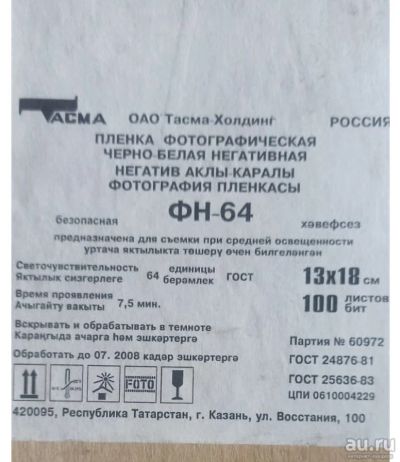 ТАСМА ОАО Тасма-Холдинг РОССИЯ
ПЛЕНКА ФОТОГРАФИЧЕСКАЯ
ЧЕРНО-БЕЛАЯ НЕГАТИВНАЯ
НЕГАТИВ АКЛЫ-КАРАЛЫ
ФОТОГРАФИЯ ПЛЕНКАСЫ
безопасная ФН-64 хәвефсез
предназначена для съемки при средней освещенности
уртача яктылыкта төшерү өчен билгеләнгән
Светочувствительность
Яктылык сизгерлеге 64 единицы
берәмлек ГОСТ 13x18 см
Время проявления
Ачыгайту вакыты 7,5 мин. 100 листов
бит
Вскрывать и обрабатывать в темноте
Караңгыда ачарга һәм эшкәртергә Партия № 60972
Обработать до 07. 2008 кадәр эшкәртергә ГОСТ 24876-81
FOTO ГОСТ 25636-83
ЦПИ 0610004229
420095, Республика Татарстан, г. Казань, ул. Восстания, 100
au.ru